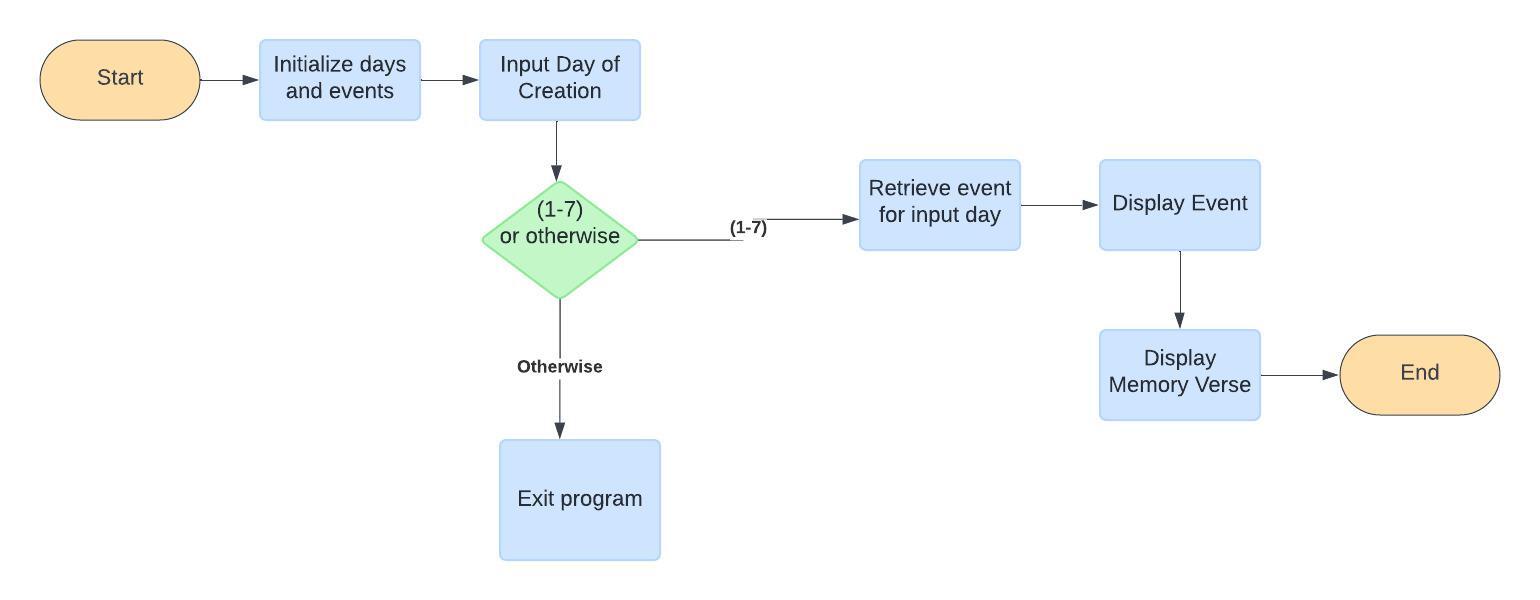 Start
Initialize days
and events
Input Day of
Creation
(1-7)
or otherwise
(1-7)
Retrieve event
for input day
Display Event
Display
Memory Verse
End
Otherwise
Exit program